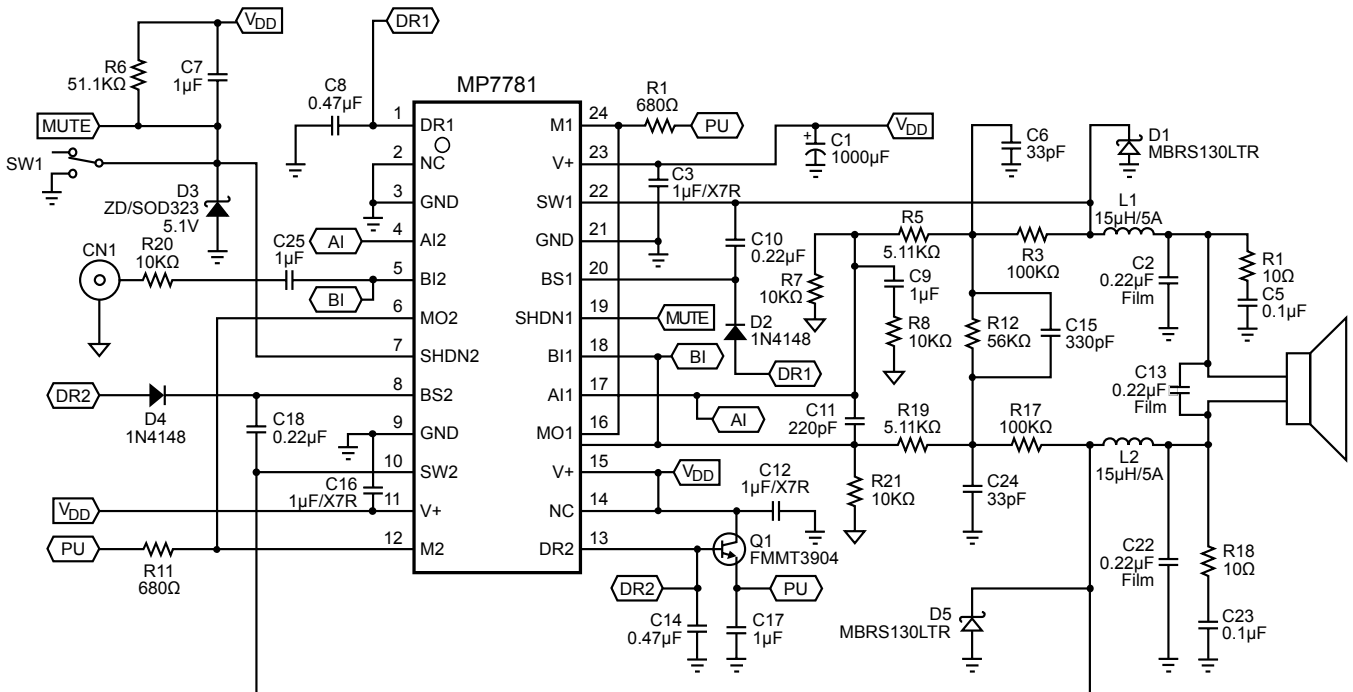 VDD
DR1
R6
51.1KΩ
C7
1µF
C8
0.47µF
MUTE
SW1
D3
ZD/SOD323
5.1V
CN1
R20
10KΩ
C25
1µF
AI
BI
DR2
D4
1N4148
C18
0.22µF
C16
1µF/X7R
VDD
PU
R11
680Ω
MP7781
1 DR1
2 NC
3 GND
4 AI2
5 BI2
6 MO2
7 SHDN2
8 BS2
9 GND
10 SW2
11 V+
12 M2
M1 24
V+ 23
SW1 22
GND 21
BS1 20
SHDN1 19
BI1 18
AI1 17
MO1 16
V+ 15
NC 14
DR2 13
R1
680Ω
PU
C3
1µF/X7R
+
C1
1000µF
VDD
C10
0.22µF
D2
1N4148
MUTE
BI
DR1
AI
R7
10KΩ
C9
1µF
R8
10KΩ
C11
220pF
R5
5.11KΩ
R3
100KΩ
C6
33pF
D1
MBRS130LTR
L1
15µH/5A
C2
0.22µF
Film
R1
10Ω
C5
0.1µF
R12
56KΩ
C15
330pF
C13
0.22µF
Film
R19
5.11KΩ
R17
100KΩ
L2
15µH/5A
VDD
C12
1µF/X7R
R21
10KΩ
C24
33pF
Q1
FMMT3904
DR2
PU
C14
0.47µF
C17
1µF
D5
MBRS130LTR
C22
0.22µF
Film
R18
10Ω
C23
0.1µF